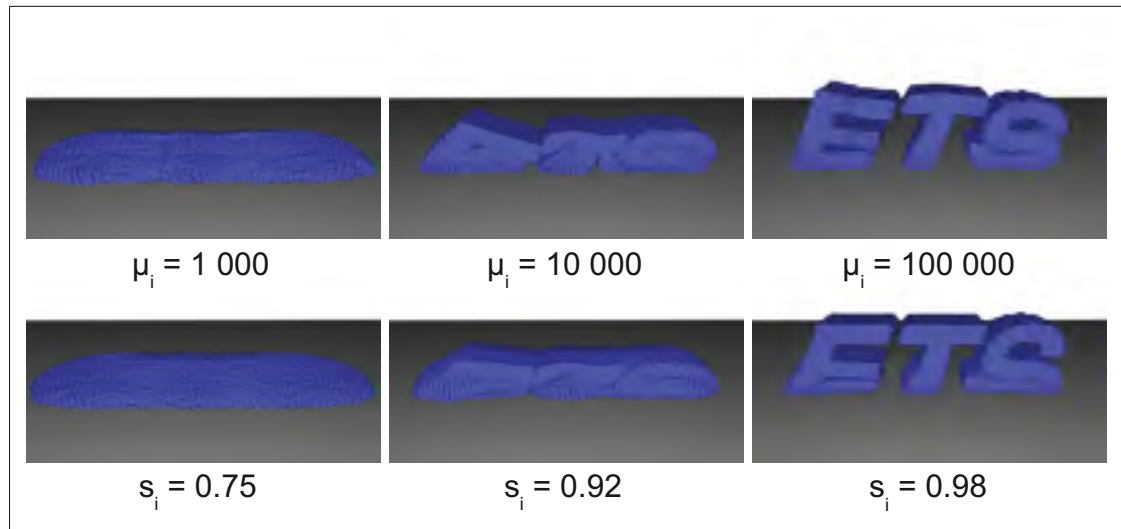 ETS
μi = 1 000 μi = 10 000 μi = 100 000
ETS
si = 0.75 si = 0.92 si = 0.98